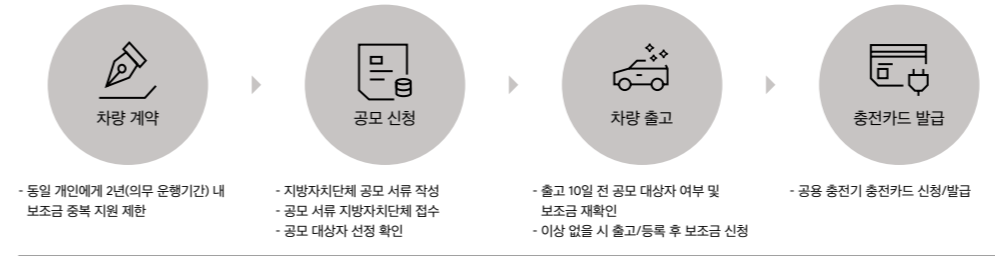 차량 계약
공모 신청
차량 출고
충전카드 발급
- 동일 개인에게 2년(의무 운행기간) 내
보조금 중복 지원 제한
- 지방자치단체 공모 서류 작성
- 공모 서류 지방자치단체 접수
- 공모 대상자 선정 확인
- 출고 10일 전 공모 대상자 여부 및
보조금 재확인
- 이상 없을 시 출고/등록 후 보조금 신청
- 공용 충전기 충전카드 신청/발급